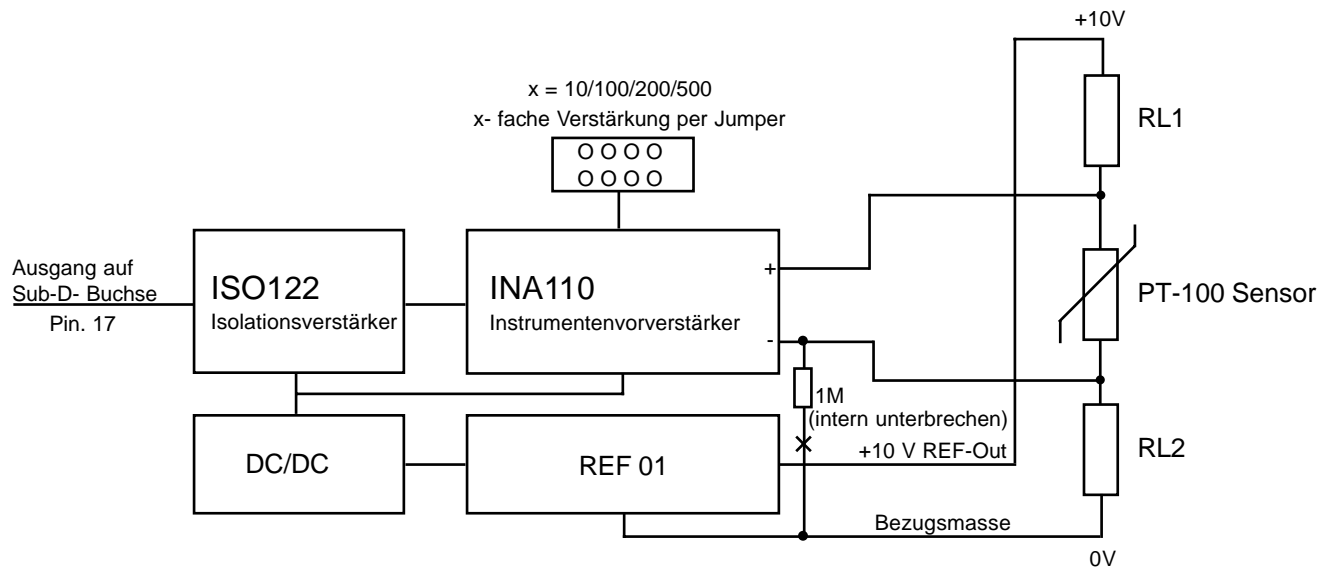 +10V
x = 10/100/200/500
x- fache Verstärkung per Jumper
O O O O
O O O O
RL1
Ausgang auf
Sub-D- Buchse
Pin. 17
ISO122
Isolationsverstärker
INA110
Instrumentenvorverstärker
+
-
PT-100 Sensor
1M
(intern unterbrechen)
+10 V REF-Out
DC/DC
REF 01
RL2
Bezugsmasse
0V